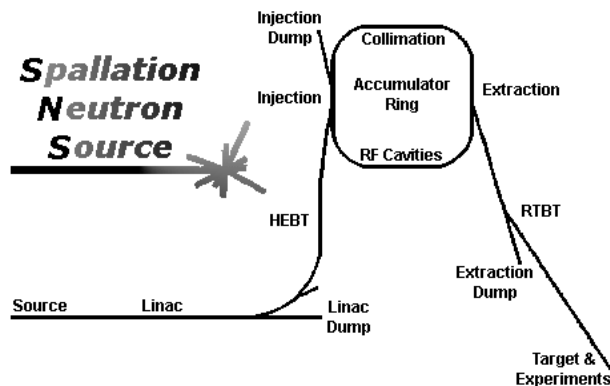 Spallation
Neutron
Source
Injection
Dump
Collimation
Injection
Accumulator
Ring
Extraction
RF Cavities
HEBT
RTBT
Extraction
Dump
Source
Linac
Linac
Dump
Target &
Experiments